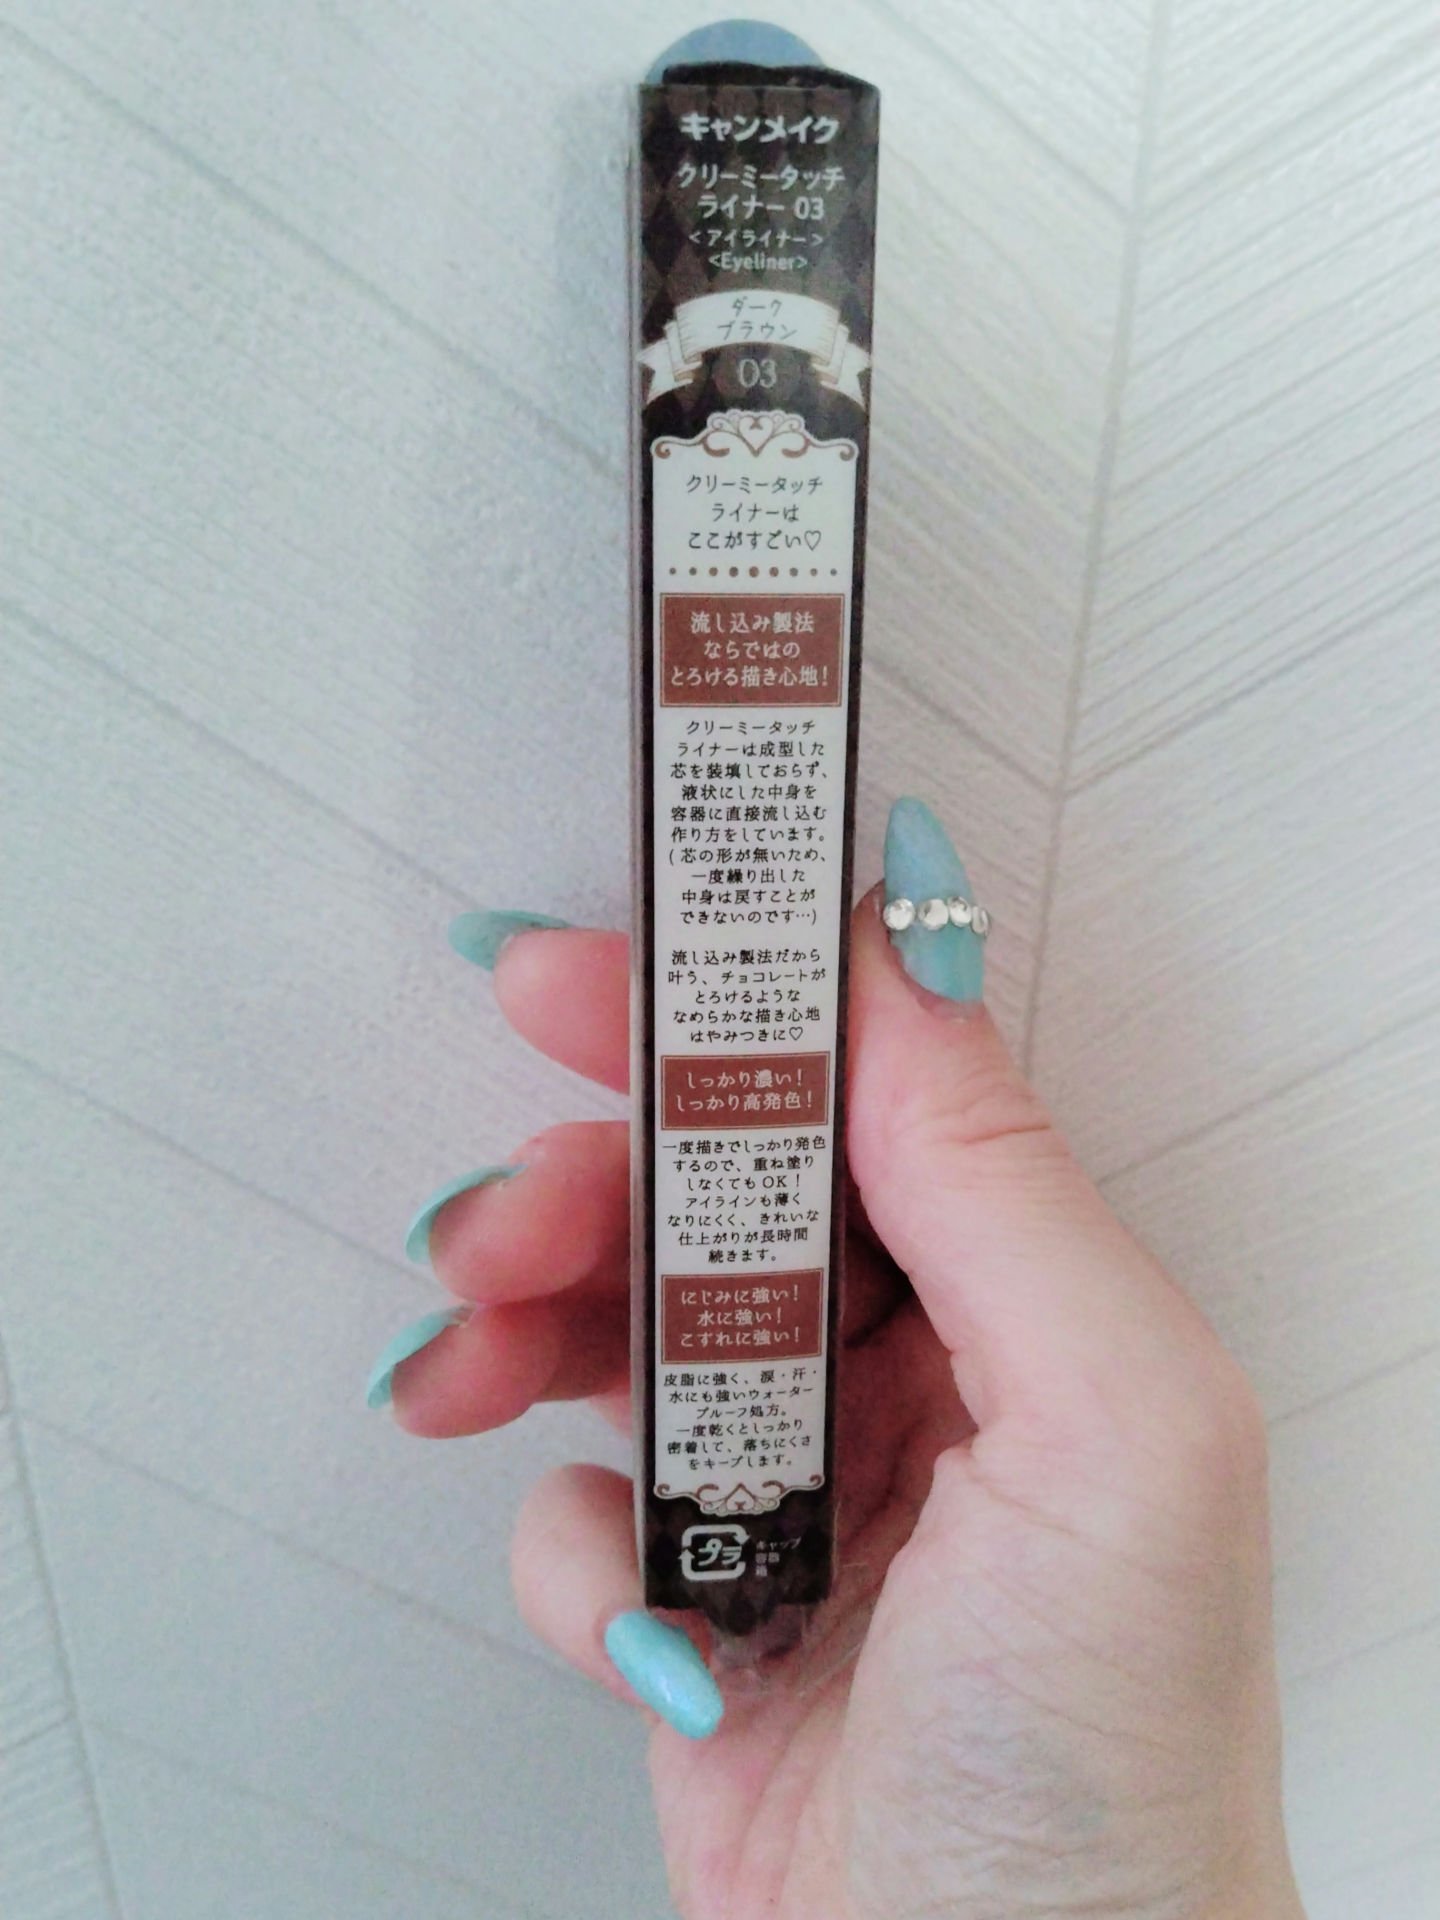 キャンメイク
クリーミータッチ
ライナー 03
<アイライナー>
<Eyeliner>
ダーク
ブラウン
03
クリーミータッチ
ライナーは
ここがすごい♡
流し込み製法
ならではの
とろける描き心地!
クリーミータッチ
ライナーは成型した
芯を装填しておらず、
液状にした中身を
容器に直接流し込む
作り方をしています。
(芯の形が無いため、
一度繰り出した
中身は戻すことが
できないのです…)
流し込み製法だから
叶う、チョコレートが
とろけるような
なめらかな描き心地
はやみつきに♡
しっかり濃い!
しっかり高発色!
一度描きでしっかり発色
するので、重ね塗り
しなくてもOK!
アイラインも薄く
なりにくく、きれいな
仕上がりが長時間
続きます。
にじみに強い!
水に強い!
こすれに強い!
皮脂に強く、涙・汗・
水にも強いウォーター
プルーフ処方。
一度乾くとしっかり
密着して、落ちにくさ
をキープします。
プラ
キャップ
容器
箱